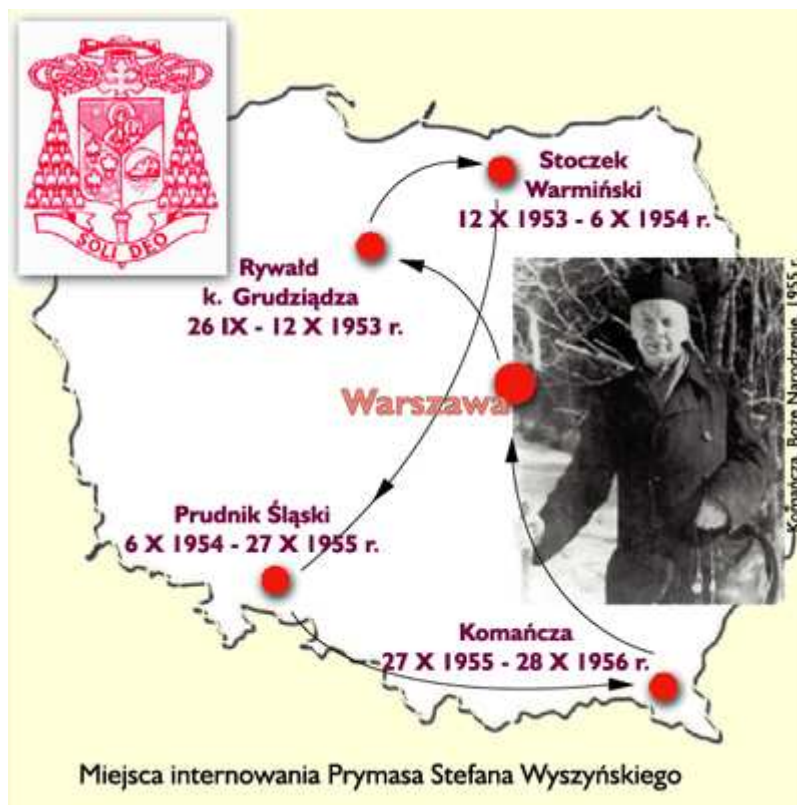 SOLI DEO
Stoczek
Warmiński
12 X 1953 - 6 X 1954 r.
Rywałd
k. Grudziądza
26 IX - 12 X 1953 r.
Warszawa
Komańcza, Boże Narodzenie, 1955 r.
Prudnik Śląski
6 X 1954 - 27 X 1955 r.
Komańcza
27 X 1955 - 28 X 1956 r.
Miejsca internowania Prymasa Stefana Wyszyńskiego